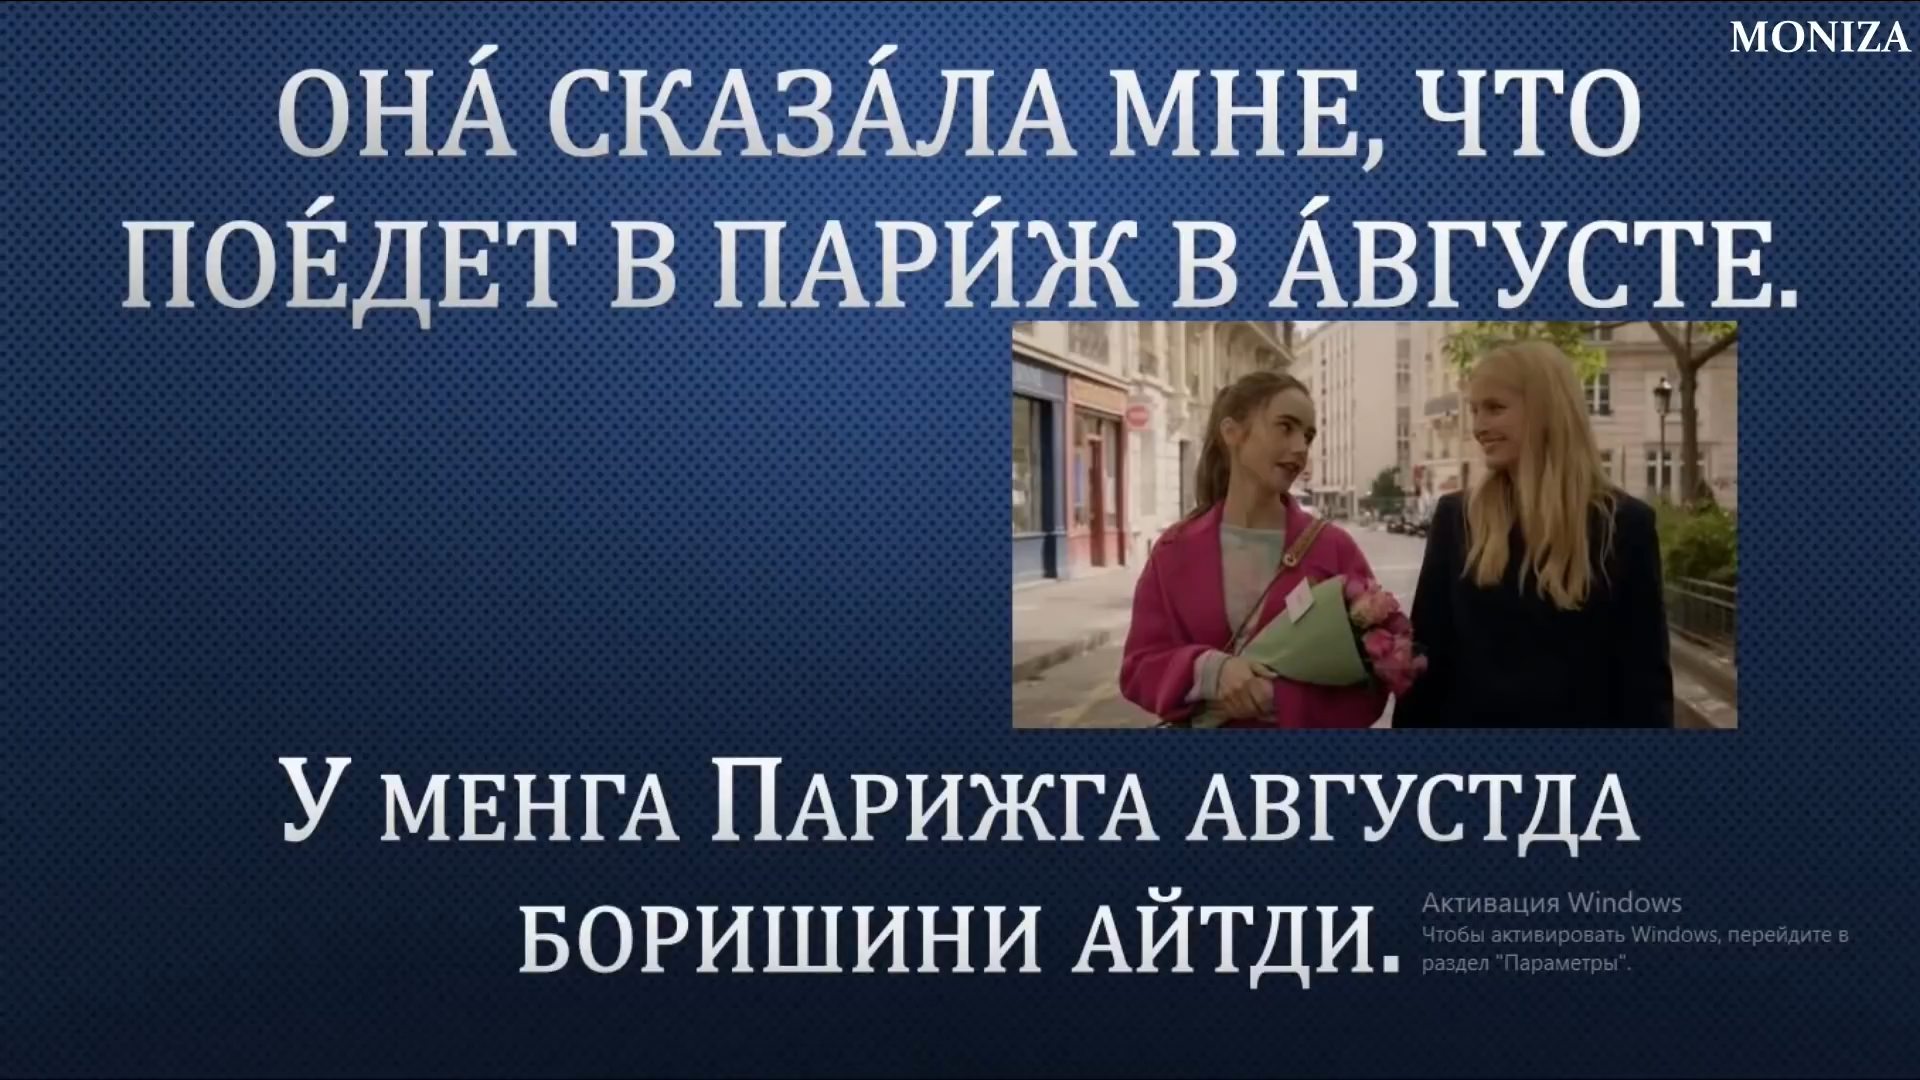 MONIZA
ОНА́ СКАЗА́ЛА МНЕ, ЧТО
ПОЕ́ДЕТ В ПАРИ́Ж В А́ВГУСТЕ.
У МЕНГА ПАРИЖГА АВГУСТДА
БОРИШИНИ АЙТДИ.
Активация Windows
Чтобы активировать Windows, перейдите в
раздел "Параметры".